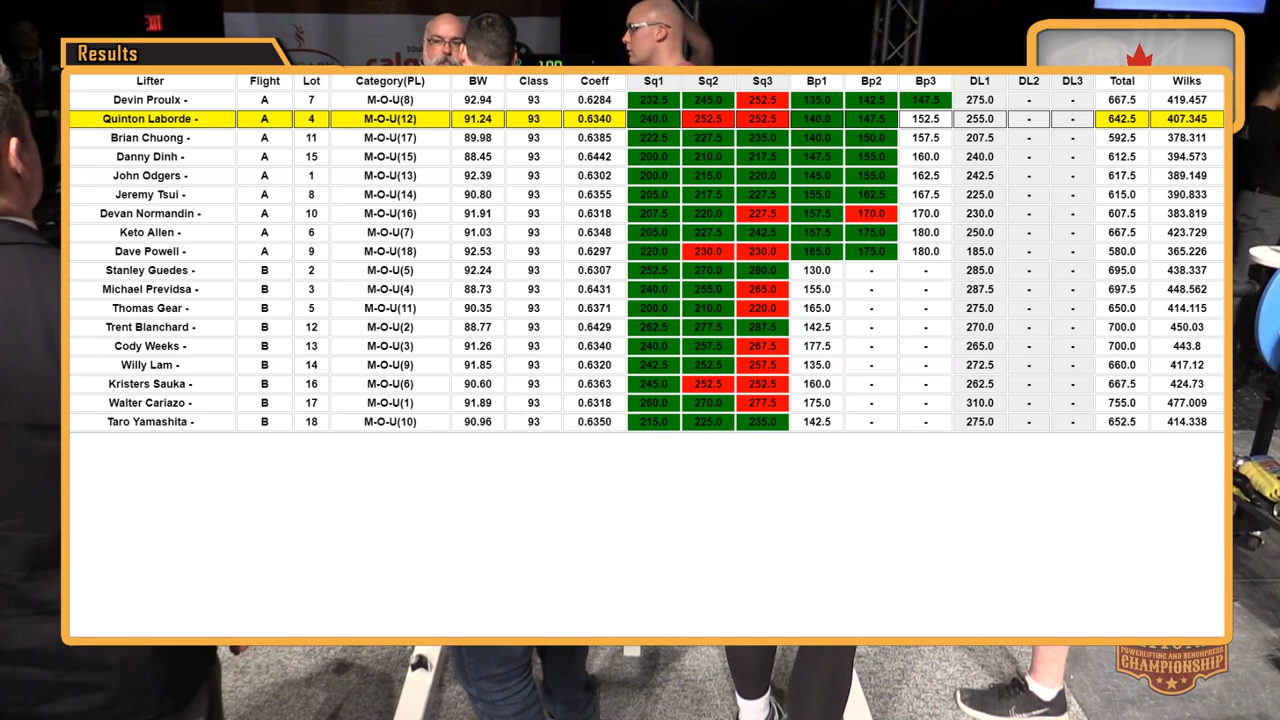 EXIT
Results
Lifter Flight Lot Category(PL) BW Class Coeff Sq1 Sq2 Sq3 Bp1 Bp2 Bp3 DL1 DL2 DL3 Total Wilks
Devin Proulx - A 7 M-O-U(8) 92.94 93 0.6284 232.5 245.0 252.5 135.0 142.5 147.5 275.0 - - 667.5 419.457
Quinton Laborde - A 4 M-O-U(12) 91.24 93 0.6340 240.0 252.5 252.5 140.0 147.5 152.5 255.0 - - 642.5 407.345
Brian Chuong - A 11 M-O-U(17) 89.98 93 0.6385 222.5 227.5 235.0 140.0 150.0 157.5 207.5 - - 592.5 378.311
Danny Dinh - A 15 M-O-U(15) 88.45 93 0.6442 200.0 210.0 217.5 147.5 155.0 160.0 240.0 - - 612.5 394.573
John Odgers - A 1 M-O-U(13) 92.39 93 0.6302 200.0 215.0 220.0 145.0 155.0 162.5 242.5 - - 617.5 389.149
Jeremy Tsui - A 8 M-O-U(14) 90.80 93 0.6355 205.0 217.5 227.5 155.0 162.5 167.5 225.0 - - 615.0 390.833
Devan Normandin - A 10 M-O-U(16) 91.91 93 0.6318 207.5 220.0 227.5 157.5 170.0 170.0 230.0 - - 607.5 383.819
Keto Allen - A 6 M-O-U(7) 91.03 93 0.6348 205.0 227.5 242.5 157.5 175.0 180.0 250.0 - - 667.5 423.729
Dave Powell - A 9 M-O-U(18) 92.53 93 0.6297 220.0 230.0 230.0 165.0 175.0 180.0 185.0 - - 580.0 365.226
Stanley Guedes - B 2 M-O-U(5) 92.24 93 0.6307 252.5 270.0 280.0 130.0 - - 285.0 - - 695.0 438.337
Michael Previdsa - B 3 M-O-U(4) 88.73 93 0.6431 240.0 255.0 265.0 155.0 - - 287.5 - - 697.5 448.562
Thomas Gear - B 5 M-O-U(11) 90.35 93 0.6371 200.0 210.0 220.0 165.0 - - 275.0 - - 650.0 414.115
Trent Blanchard - B 12 M-O-U(2) 88.77 93 0.6429 262.5 277.5 287.5 142.5 - - 270.0 - - 700.0 450.03
Cody Weeks - B 13 M-O-U(3) 91.26 93 0.6340 240.0 257.5 267.5 177.5 - - 265.0 - - 700.0 443.8
Willy Lam - B 14 M-O-U(9) 91.85 93 0.6320 242.5 252.5 257.5 135.0 - - 272.5 - - 660.0 417.12
Kristers Sauka - B 16 M-O-U(6) 90.60 93 0.6363 245.0 252.5 252.5 160.0 - - 262.5 - - 667.5 424.73
Walter Cariazo - B 17 M-O-U(1) 91.89 93 0.6318 260.0 270.0 277.5 175.0 - - 310.0 - - 755.0 477.079
Taro Yamashita - B 18 M-O-U(10) 90.96 93 0.6350 215.0 225.0 235.0 142.5 - - 275.0 - - 652.5 414.338
POWERLIFTING AND BENCHPRESS
CHAMPIONSHIP